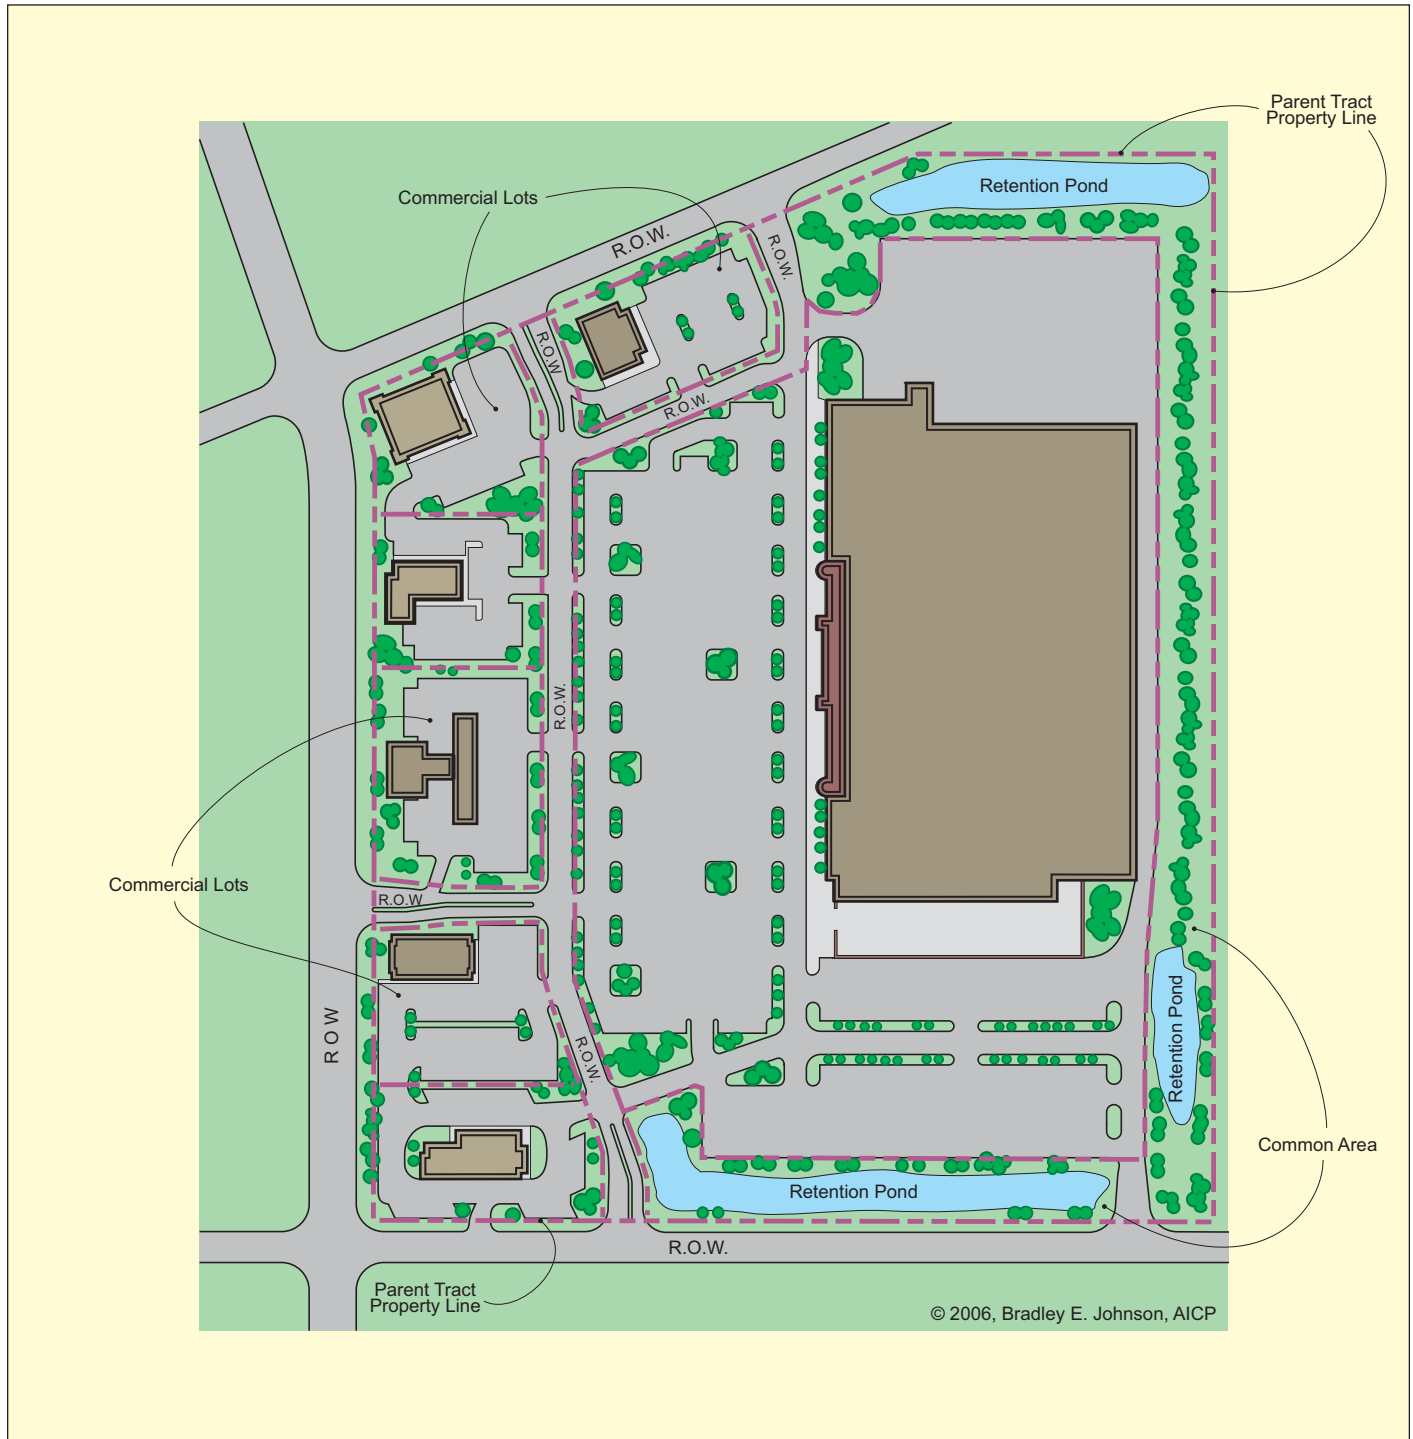 Parent Tract
Property Line
Retention Pond
Commercial Lots
R.O.W.
R.O.W.
R.O.W
R.O.W.
R.O.W.
Commercial Lots
R.O.W
R O W
R.O.W.
Retention Pond
Common Area
Retention Pond
R.O.W.
Parent Tract
Property Line
© 2006, Bradley E. Johnson, AICP